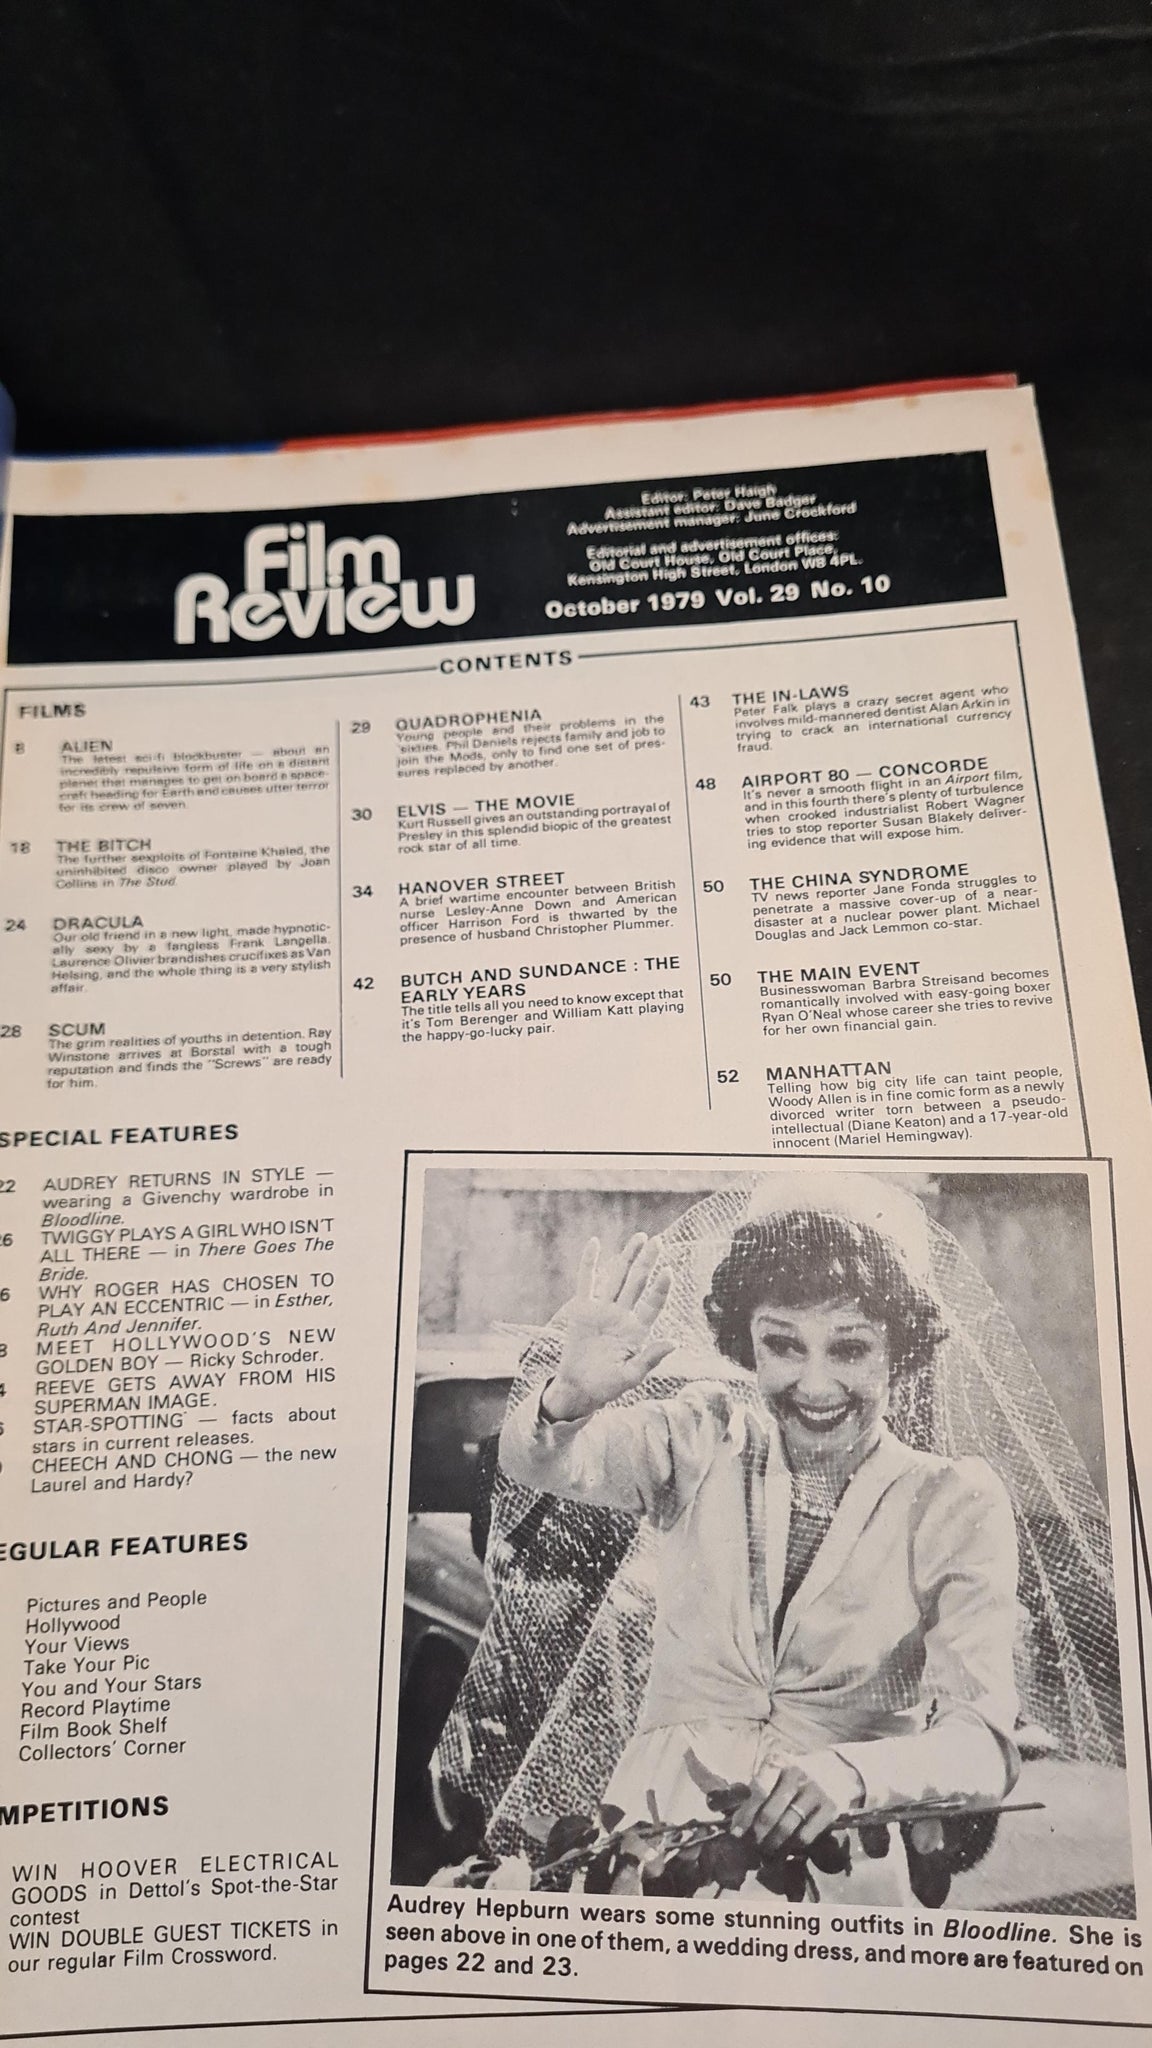 Film
Review
Editor: Peter Haigh
Assistant editor: Dave Badger
Advertisement manager: June Crockford
Editorial and advertisement offices:
Old Court House, Old Court Place,
Kensington High Street, London W8 4PL.
October 1979 Vol. 29 No. 10
CONTENTS
FILMS
8 ALIEN
The latest sci-fi blockbuster — about an
incredibly repulsive form of life on a distant
planet that manages to get on board a space-
craft heading for Earth and causes utter terror
for its crew of seven.
18 THE BITCH
The further sexploits of Fontaine Khaled, the
uninhibited disco owner played by Joan
Collins in The Stud.
24 DRACULA
Our old friend in a new light, made hypnotic-
ally sexy by a fangless Frank Langella.
Laurence Olivier brandishes crucifixes as Van
Helsing, and the whole thing is a very stylish
affair.
28 SCUM
The grim realities of youths in detention. Ray
Winstone arrives at Borstal with a tough
reputation and finds the "Screws" are ready
for him.
29 QUADROPHENIA
Young people and their problems in the
'sixties. Phil Daniels rejects family and job to
join the Mods, only to find one set of pres-
sures replaced by another.
30 ELVIS — THE MOVIE
Kurt Russell gives an outstanding portrayal of
Presley in this splendid biopic of the greatest
rock star of all time.
34 HANOVER STREET
A brief wartime encounter between British
nurse Lesley-Anne Down and American
officer Harrison Ford is thwarted by the
presence of husband Christopher Plummer.
42 BUTCH AND SUNDANCE : THE
EARLY YEARS
The title tells all you need to know except that
it's Tom Berenger and William Katt playing
the happy-go-lucky pair.
43 THE IN-LAWS
Peter Falk plays a crazy secret agent who
involves mild-mannered dentist Alan Arkin in
trying to crack an international currency
fraud.
48 AIRPORT 80 — CONCORDE
It's never a smooth flight in an Airport film,
and in this fourth there's plenty of turbulence
when crooked industrialist Robert Wagner
tries to stop reporter Susan Blakely deliver-
ing evidence that will expose him.
50 THE CHINA SYNDROME
TV news reporter Jane Fonda struggles to
penetrate a massive cover-up of a near-
disaster at a nuclear power plant. Michael
Douglas and Jack Lemmon co-star.
50 THE MAIN EVENT
Businesswoman Barbra Streisand becomes
romantically involved with easy-going boxer
Ryan O'Neal whose career she tries to revive
for her own financial gain.
52 MANHATTAN
Telling how big city life can taint people,
Woody Allen is in fine comic form as a newly
divorced writer torn between a pseudo-
intellectual (Diane Keaton) and a 17-year-old
innocent (Mariel Hemingway).
SPECIAL FEATURES
22 AUDREY RETURNS IN STYLE —
wearing a Givenchy wardrobe in
Bloodline.
6 TWIGGY PLAYS A GIRL WHO ISN'T
ALL THERE — in There Goes The
Bride.
6 WHY ROGER HAS CHOSEN TO
PLAY AN ECCENTRIC — in Esther,
Ruth And Jennifer.
8 MEET HOLLYWOOD'S NEW
GOLDEN BOY — Ricky Schroder.
4 REEVE GETS AWAY FROM HIS
SUPERMAN IMAGE.
STAR-SPOTTING — facts about
stars in current releases.
CHEECH AND CHONG — the new
Laurel and Hardy?
EGULAR FEATURES
Pictures and People
Hollywood
Your Views
Take Your Pic
You and Your Stars
Record Playtime
Film Book Shelf
Collectors' Corner
MPETITIONS
WIN HOOVER ELECTRICAL
GOODS in Dettol's Spot-the-Star
contest
WIN DOUBLE GUEST TICKETS in
our regular Film Crossword.
Audrey Hepburn wears some stunning outfits in Bloodline. She is
seen above in one of them, a wedding dress, and more are featured on
pages 22 and 23.